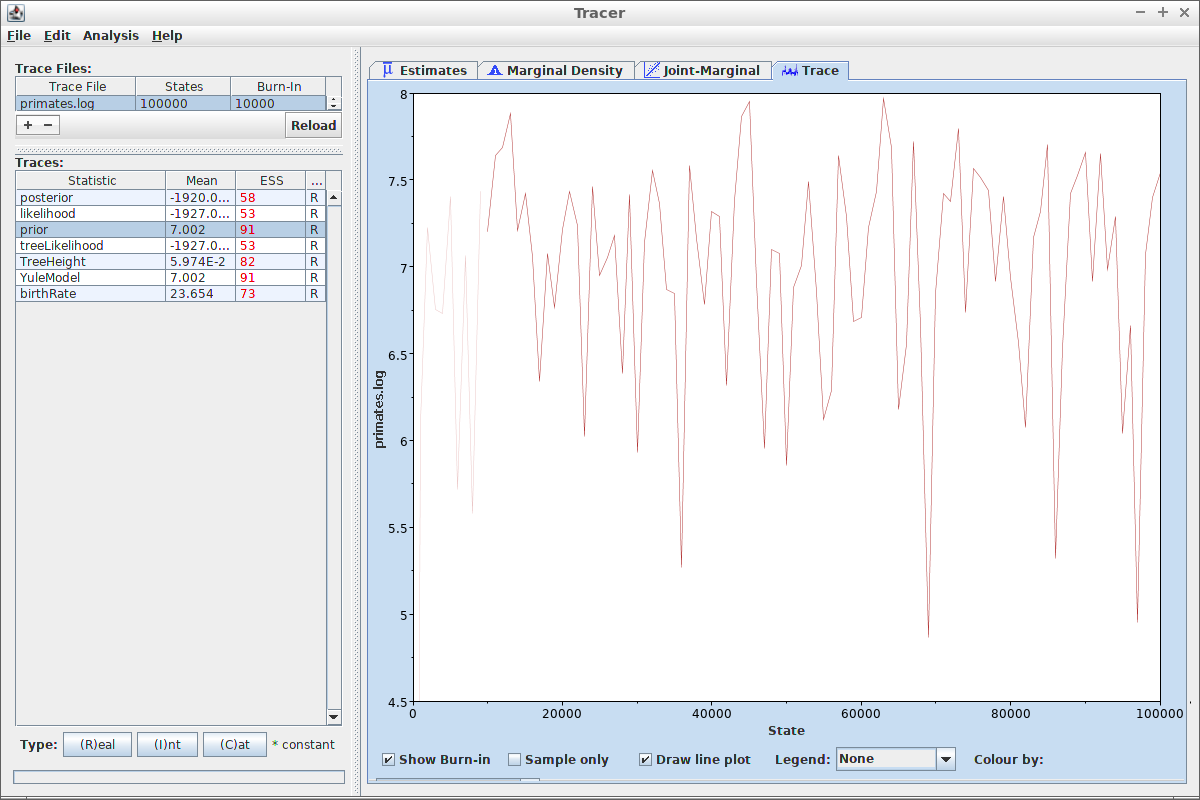 Tracer
File Edit Analysis Help
Trace Files:
Trace File States Burn-In
primates.log 100000 10000
+ − Reload
Traces:
Statistic Mean ESS ...
posterior -1920.0... 58 R
likelihood -1927.0... 53 R
prior 7.002 91 R
treeLikelihood -1927.0... 53 R
TreeHeight 5.974E-2 82 R
YuleModel 7.002 91 R
birthRate 23.654 73 R
Type: (R)eal (I)nt (C)at * constant
Estimates Marginal Density Joint-Marginal Trace
8
7.5
7
6.5
6
5.5
5
4.5
primates.log
0 20000 40000 60000 80000 100000
State
Show Burn-in Sample only Draw line plot Legend: None Colour by: